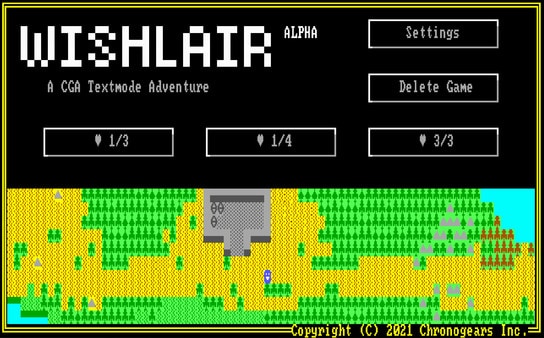 WISHLAIR ALPHA
Settings
A CGA Textmode Adventure
Delete Game
♥ 1/3 ♥ 1/4 ♥ 3/3
Copyright (C) 2021 Chronogears Inc.